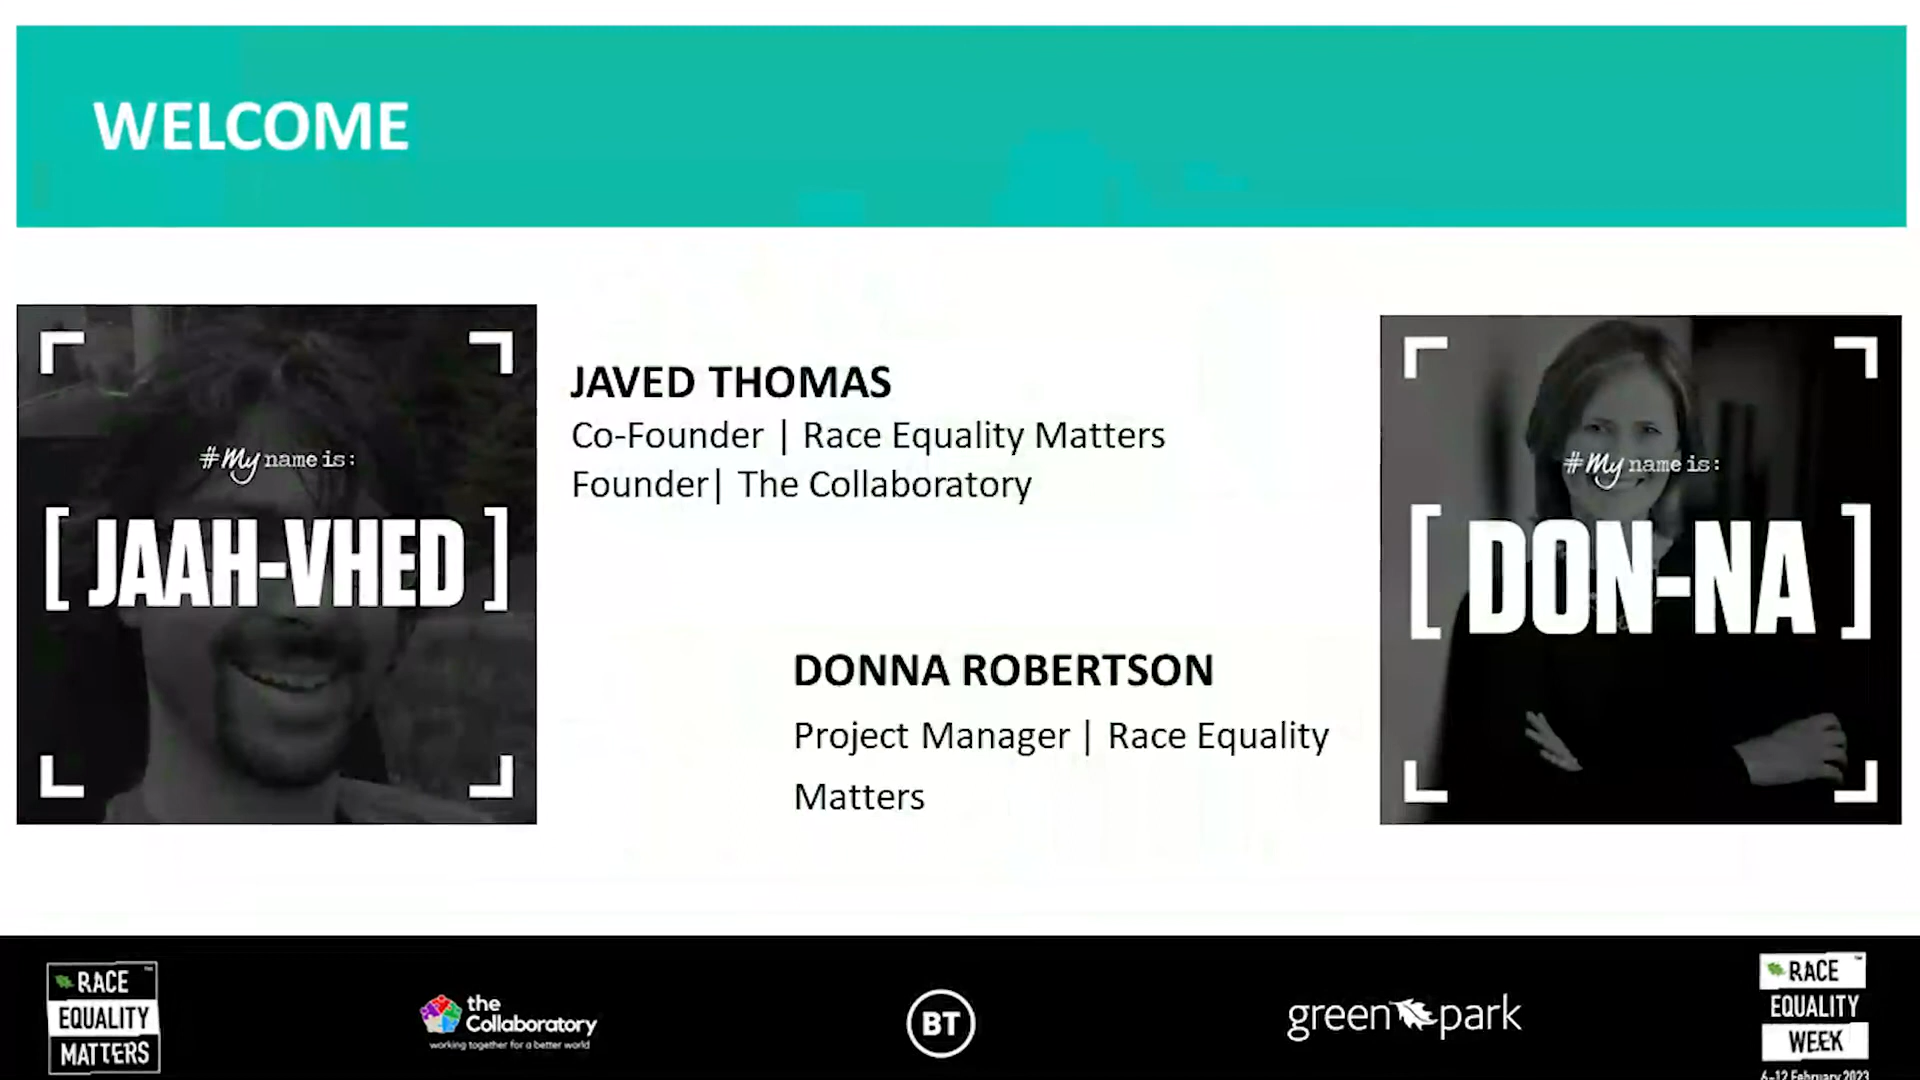 WELCOME
#My name is:
[ JAAH-VHED ]
JAVED THOMAS
Co-Founder | Race Equality Matters
Founder| The Collaboratory
DONNA ROBERTSON
Project Manager | Race Equality
Matters
#My name is:
[ DON-NA ]
RACE
EQUALITY
MATTERS
the
Collaboratory
working together for a better world
BT
green park
RACE
EQUALITY
WEEK
6-12 February 2023